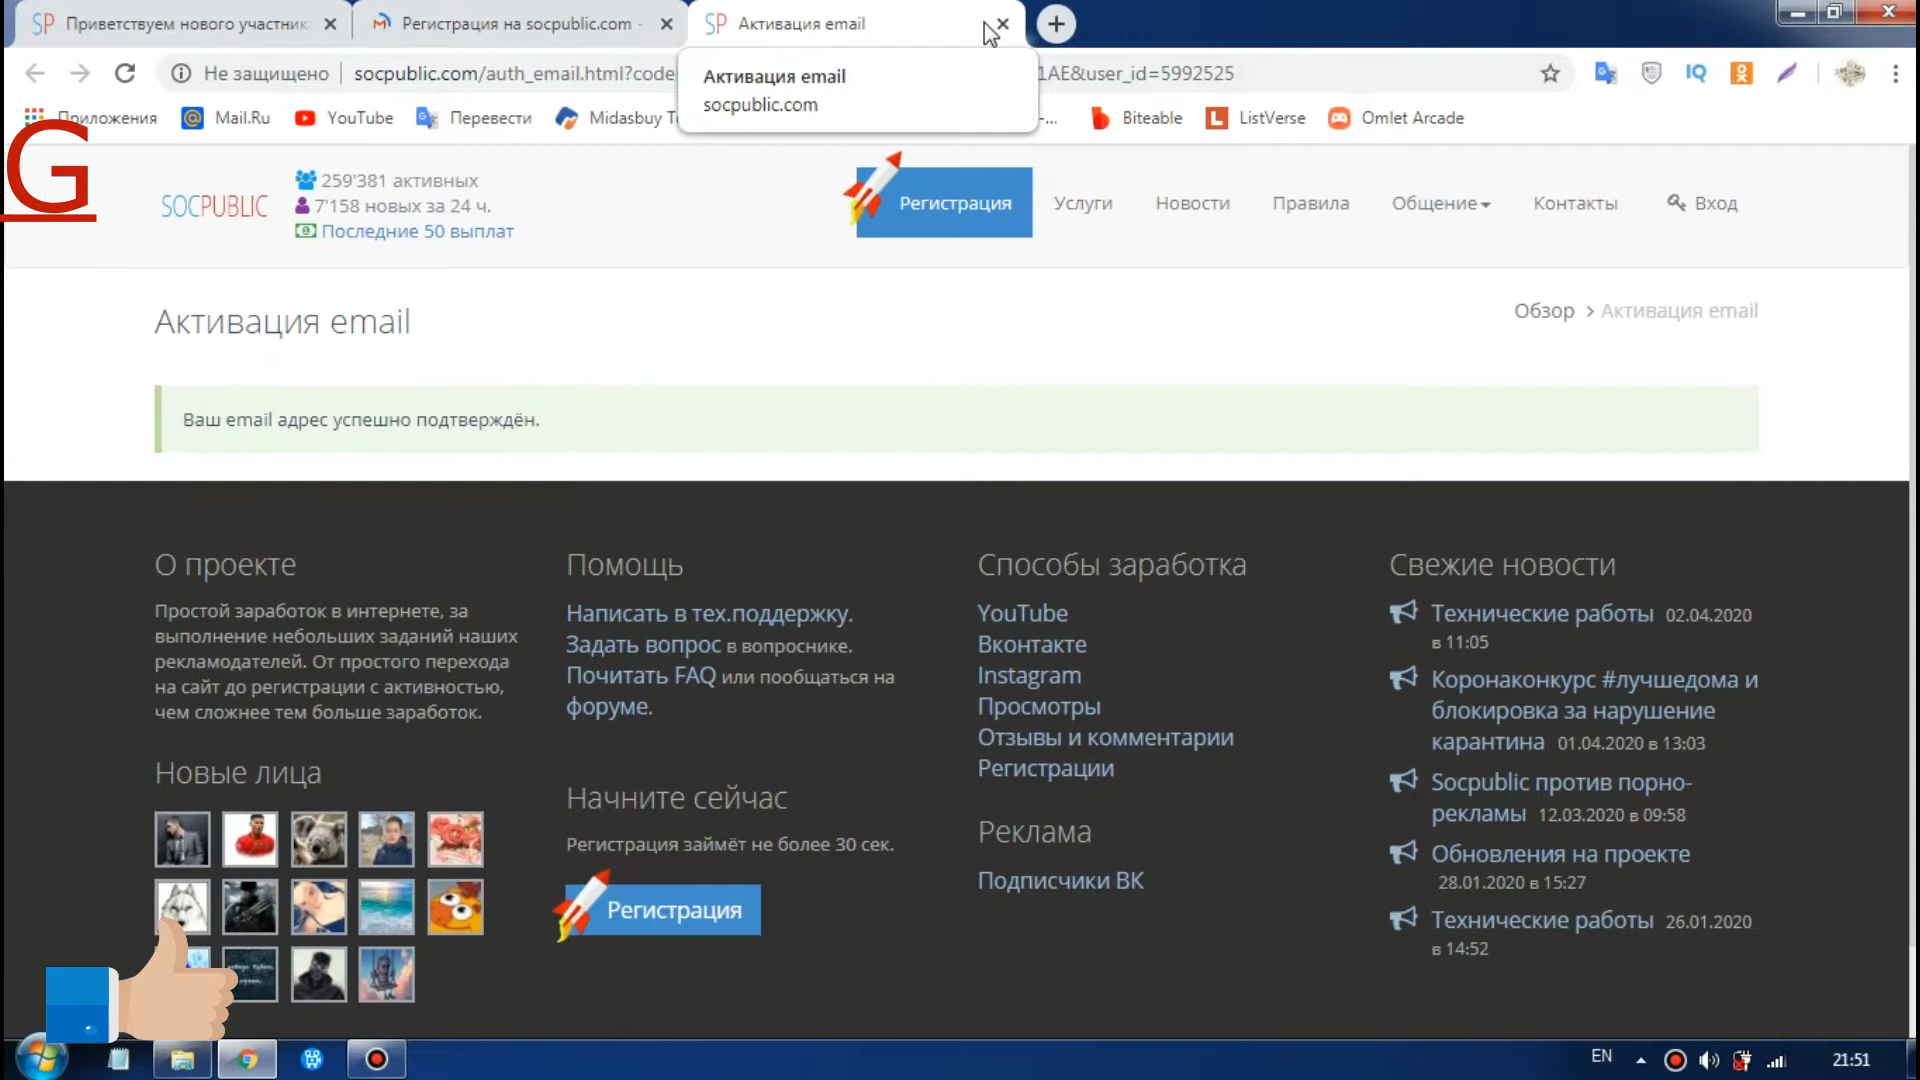 Приветствуем нового участник
Регистрация на socpublic.com -
SP Активация email
Не защищено socpublic.com/auth_email.html?code
1AE&user_id=5992525
Активация email
socpublic.com
Приложения Mail.Ru YouTube Перевести Midasbuy
-... Biteable ListVerse Omlet Arcade
G
SOCPUBLIC
259'381 активных
7'158 новых за 24 ч.
Последние 50 выплат
Регистрация Услуги Новости Правила Общение Контакты Вход
Активация email
Обзор > Активация email
Ваш email адрес успешно подтверждён.
О проекте
Простой заработок в интернете, за
выполнение небольших заданий наших
рекламодателей. От простого перехода
на сайт до регистрации с активностью,
чем сложнее тем больше заработок.
Новые лица
Помощь
Написать в тех.поддержку.
Задать вопрос в вопроснике.
Почитать FAQ или пообщаться на
форуме.
Начните сейчас
Регистрация займёт не более 30 сек.
Регистрация
Способы заработка
YouTube
Вконтакте
Instagram
Просмотры
Отзывы и комментарии
Регистрации
Реклама
Подписчики ВК
Свежие новости
Технические работы 02.04.2020
в 11:05
Коронаконкурс #лучшедома и
блокировка за нарушение
карантина 01.04.2020 в 13:03
Socpublic против порно-
рекламы 12.03.2020 в 09:58
Обновления на проекте
28.01.2020 в 15:27
Технические работы 26.01.2020
в 14:52
EN 21:51